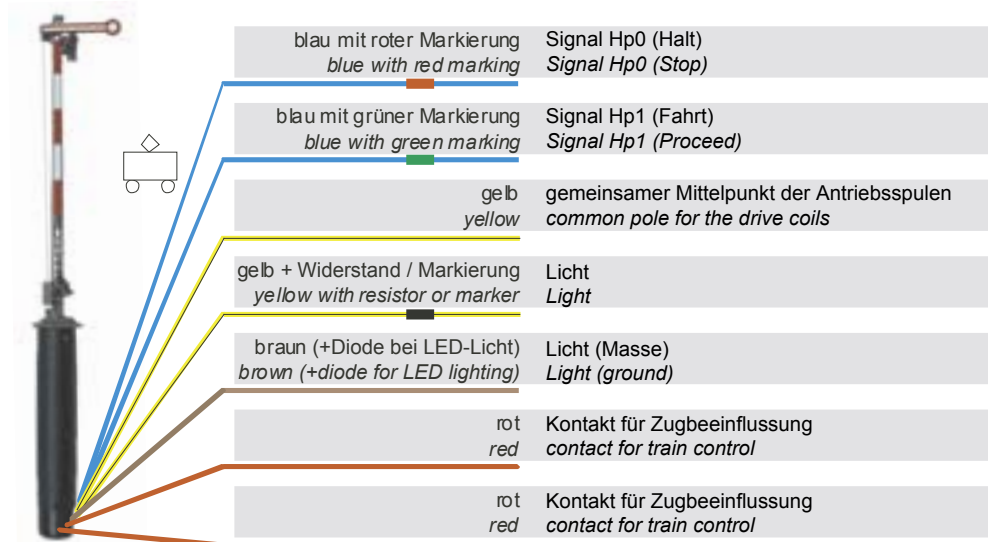 blau mit roter Markierung Signal Hp0 (Halt)
blue with red marking Signal Hp0 (Stop)
blau mit grüner Markierung Signal Hp1 (Fahrt)
blue with green marking Signal Hp1 (Proceed)
gelb gemeinsamer Mittelpunkt der Antriebsspulen
yellow common pole for the drive coils
gelb + Widerstand / Markierung Licht
yellow with resistor or marker Light
braun (+Diode bei LED-Licht) Licht (Masse)
brown (+diode for LED lighting) Light (ground)
rot Kontakt für Zugbeeinflussung
red contact for train control
rot Kontakt für Zugbeeinflussung
red contact for train control